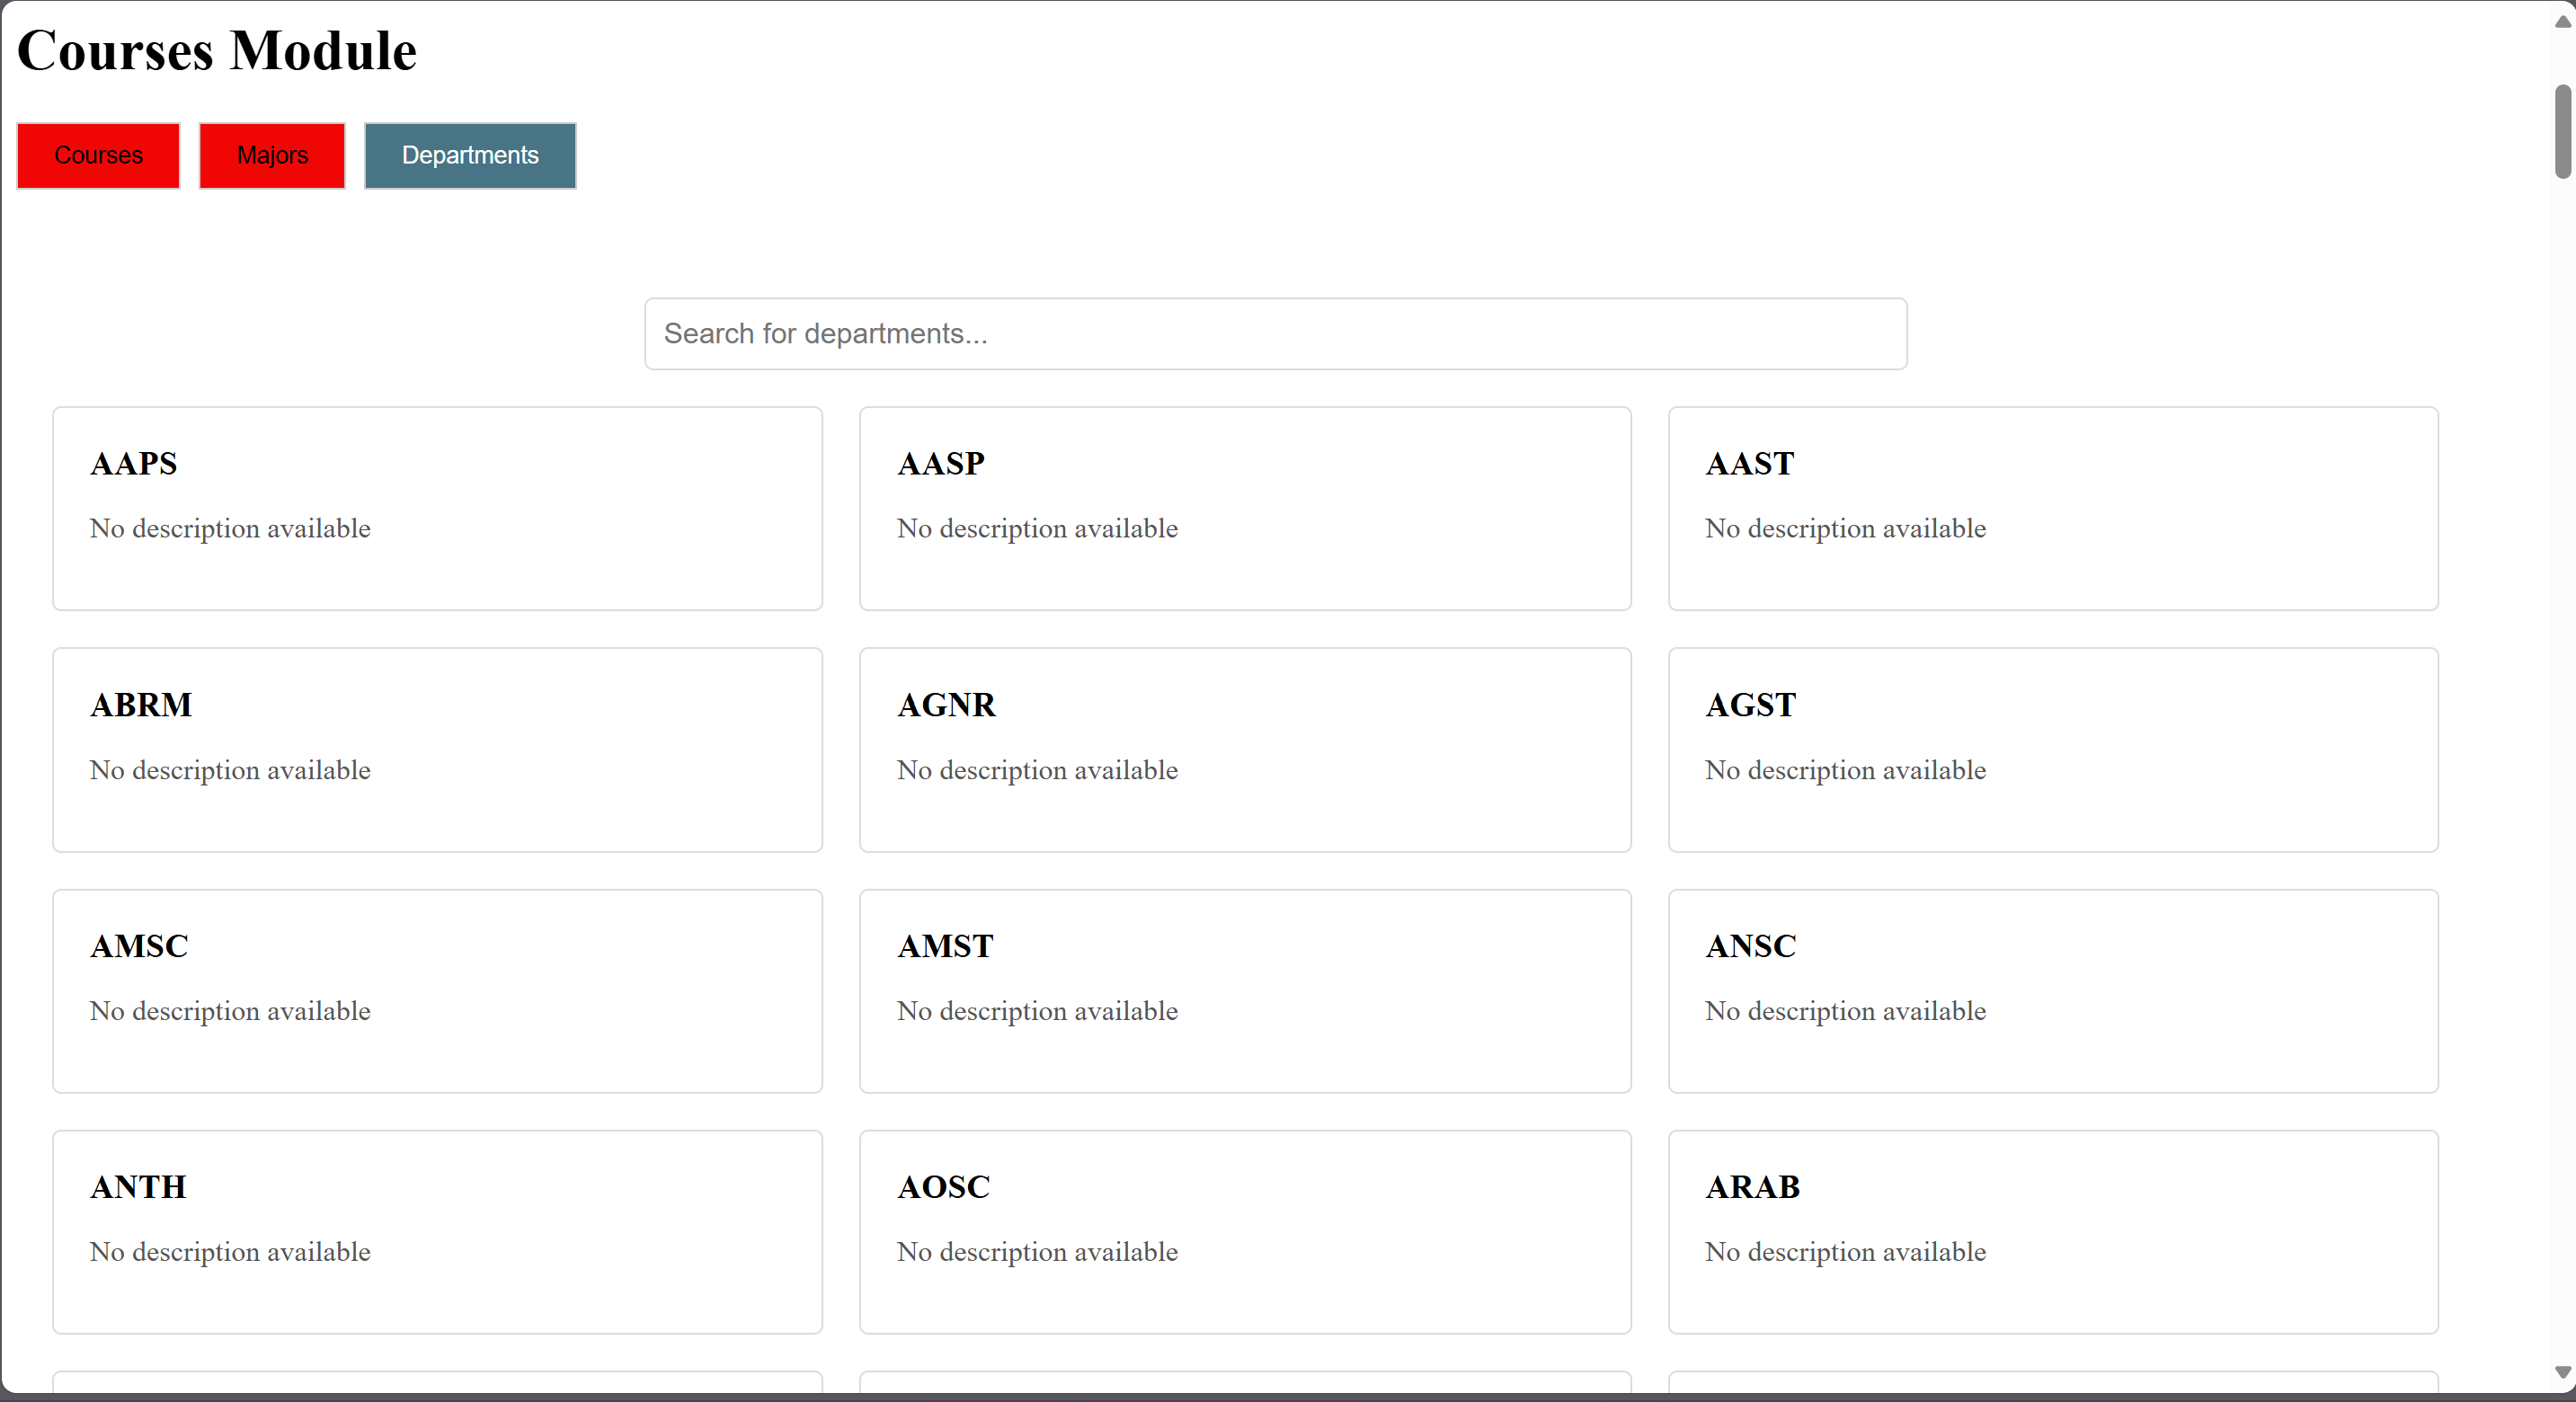 Courses Module
Courses Majors Departments
Search for departments...
AAPS AASP AAST
No description available No description available No description available
ABRM AGNR AGST
No description available No description available No description available
AMSC AMST ANSC
No description available No description available No description available
ANTH AOSC ARAB
No description available No description available No description available